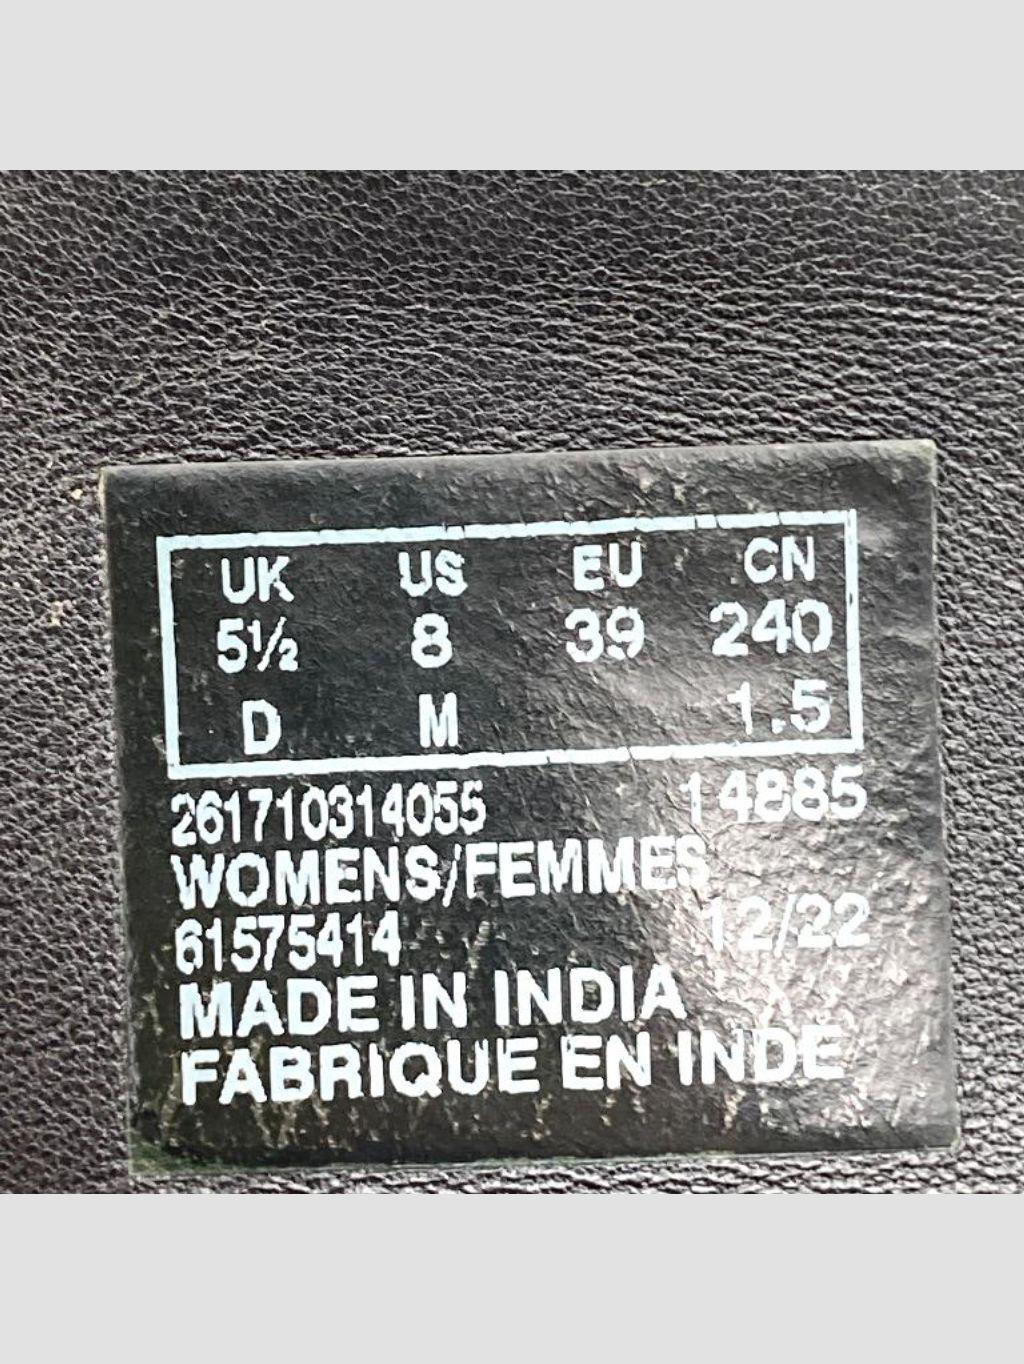 UK US EU CN
5½ 8 39 240
D M 1.5
261710314055 14885
WOMENS/FEMMES
61575414 12/22
MADE IN INDIA
FABRIQUE EN INDE